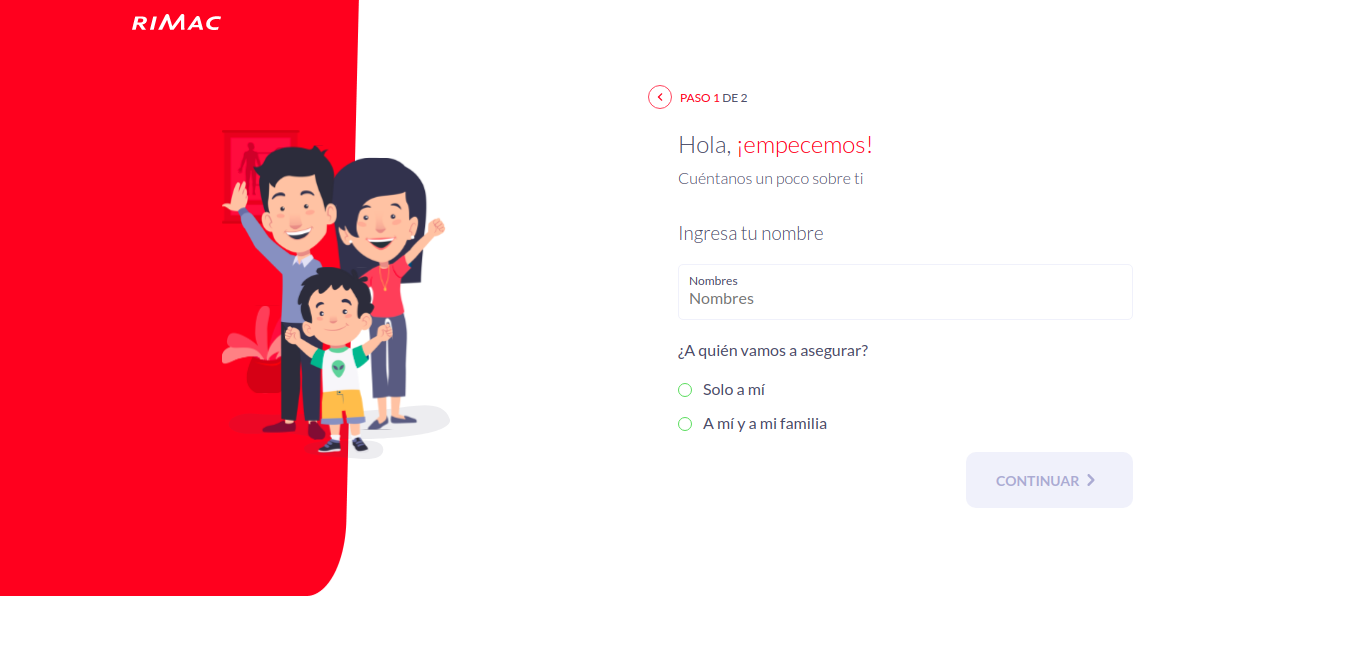 RIMAC
PASO 1 DE 2
Hola, ¡empecemos!
Cuéntanos un poco sobre ti
Ingresa tu nombre
Nombres
Nombres
¿A quién vamos a asegurar?
Solo a mí
A mí y a mi familia
CONTINUAR